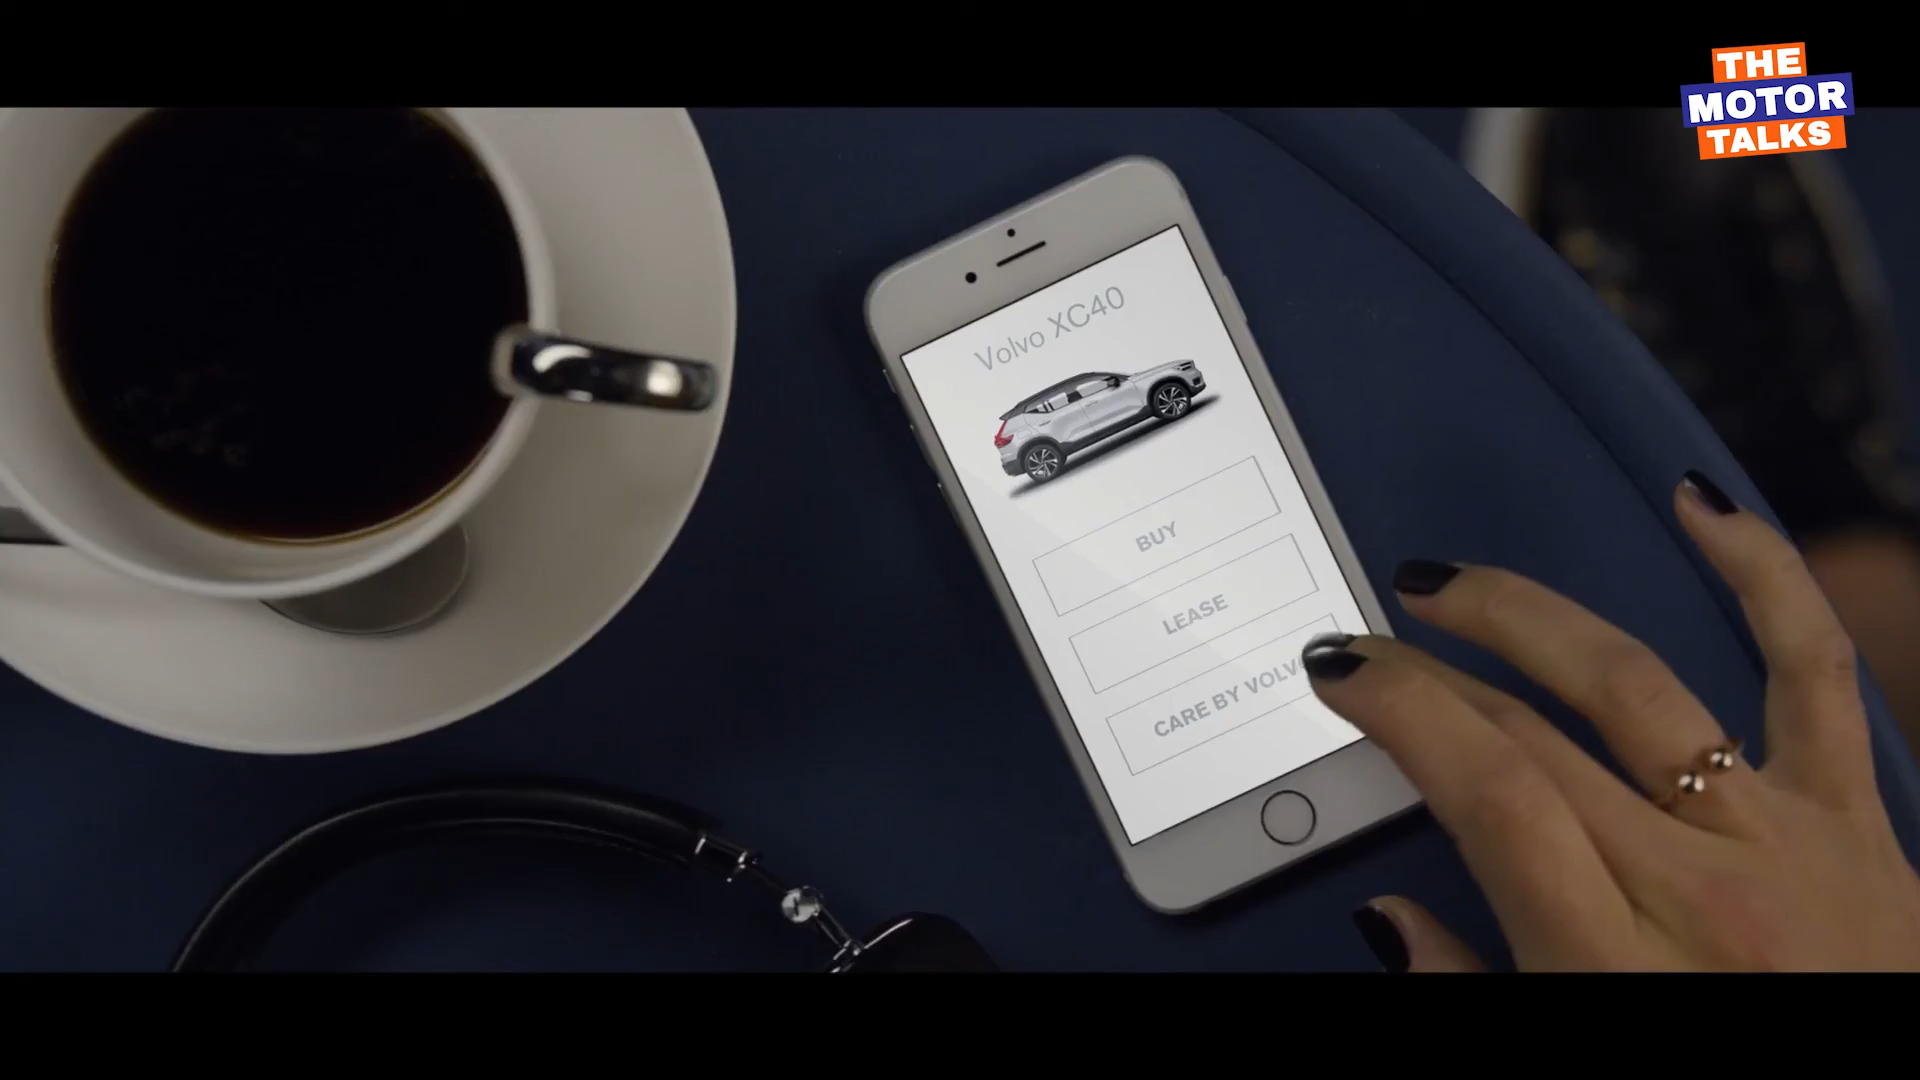 THE
MOTOR
TALKS
Volvo XC40
BUY
LEASE
CARE BY VOLVO